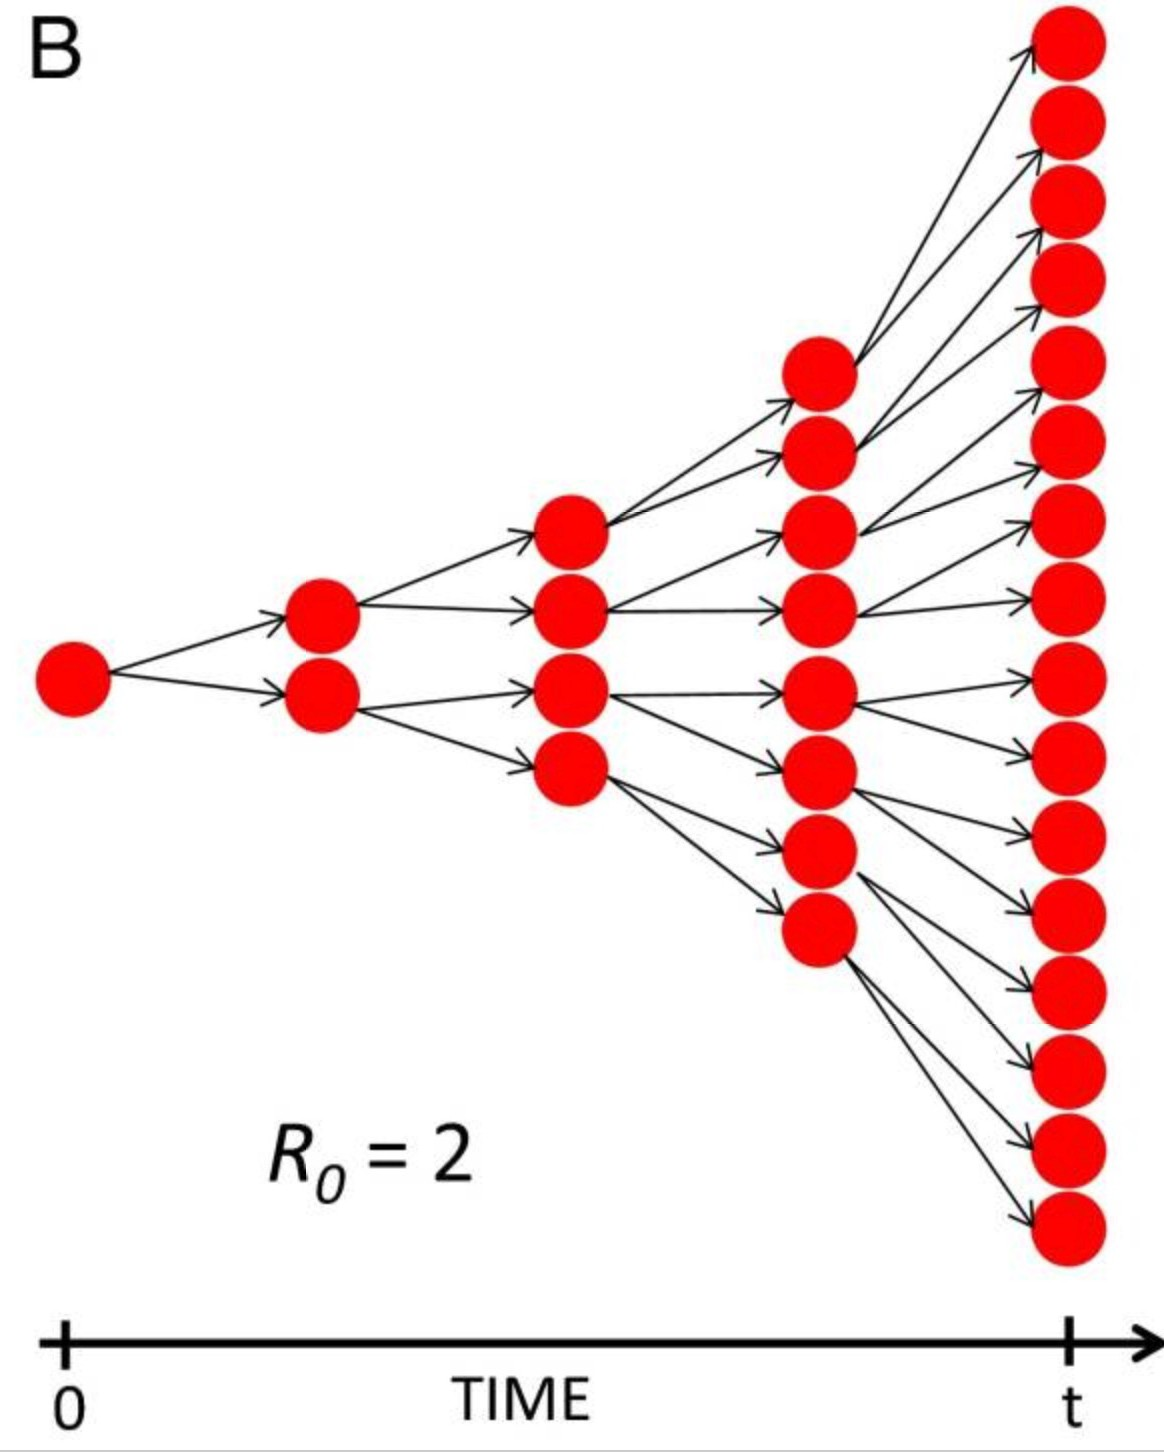 B
R₀ = 2
0 TIME t